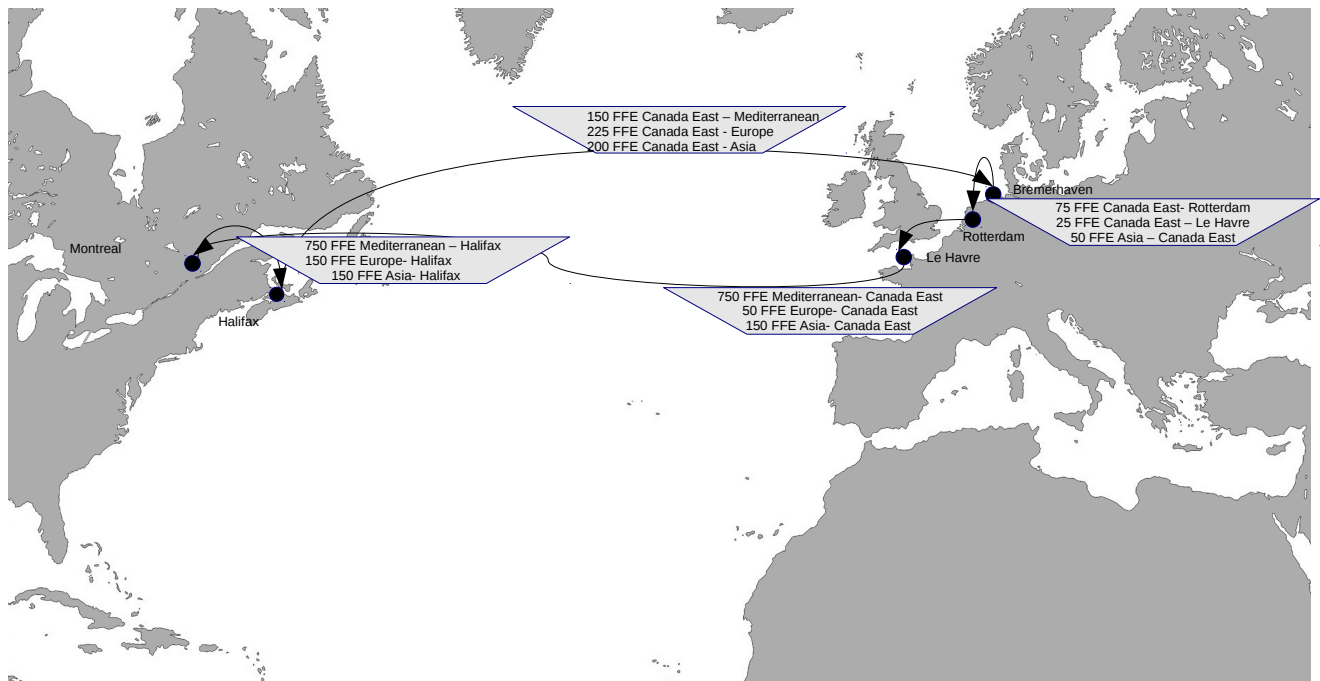 150 FFE Canada East – Mediterranean
225 FFE Canada East - Europe
200 FFE Canada East - Asia
Bremerhaven
75 FFE Canada East- Rotterdam
25 FFE Canada East – Le Havre
50 FFE Asia – Canada East
Rotterdam
Le Havre
Montreal
750 FFE Mediterranean – Halifax
150 FFE Europe- Halifax
150 FFE Asia- Halifax
Halifax
750 FFE Mediterranean- Canada East
50 FFE Europe- Canada East
150 FFE Asia- Canada East